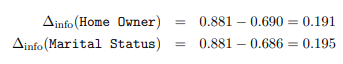 Δinfo(Home Owner) = 0.881 − 0.690 = 0.191
Δinfo(Marital Status) = 0.881 − 0.686 = 0.195